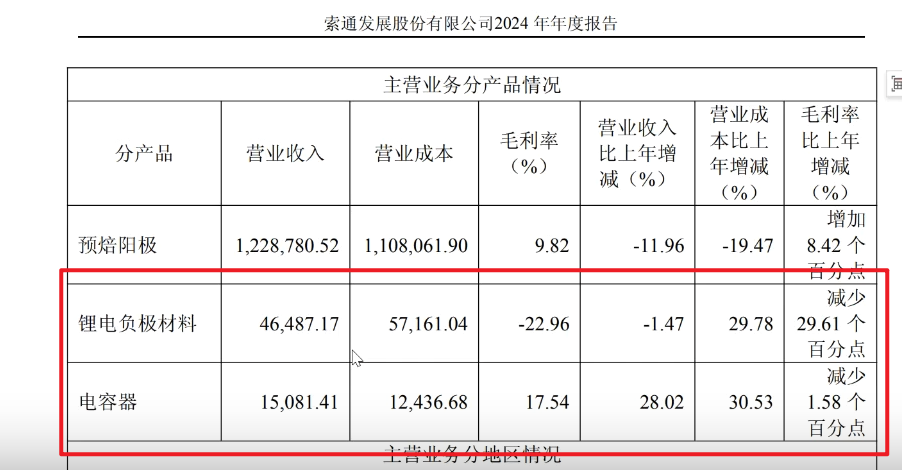 索通发展股份有限公司2024 年年度报告
主营业务分产品情况
分产品 营业收入 营业成本 毛利率（%） 营业收入比上年增减（%） 营业成本比上年增减（%） 毛利率比上年增减（%）
预焙阳极 1,228,780.52 1,108,061.90 9.82 -11.96 -19.47 增加 8.42 个百分点
锂电负极材料 46,487.17 57,161.04 -22.96 -1.47 29.78 减少 29.61 个百分点
电容器 15,081.41 12,436.68 17.54 28.02 30.53 减少 1.58 个百分点
主营业务分地区情况